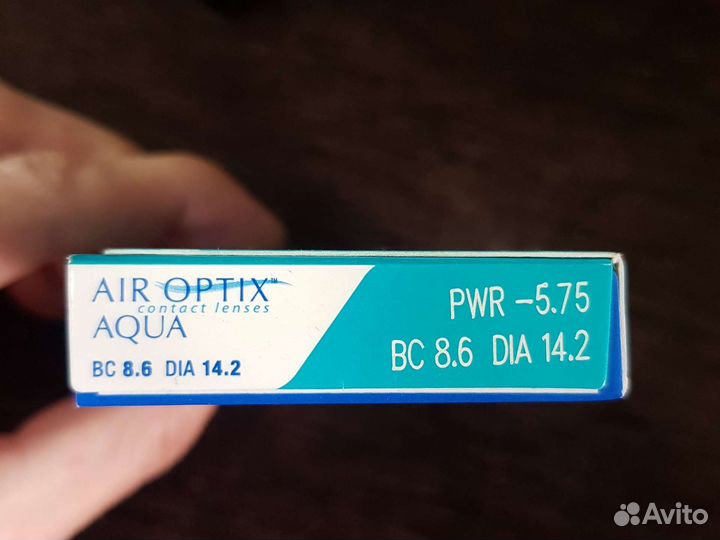 AIR OPTIX™
contact lenses
AQUA
BC 8.6 DIA 14.2
PWR -5.75
BC 8.6 DIA 14.2
Avito